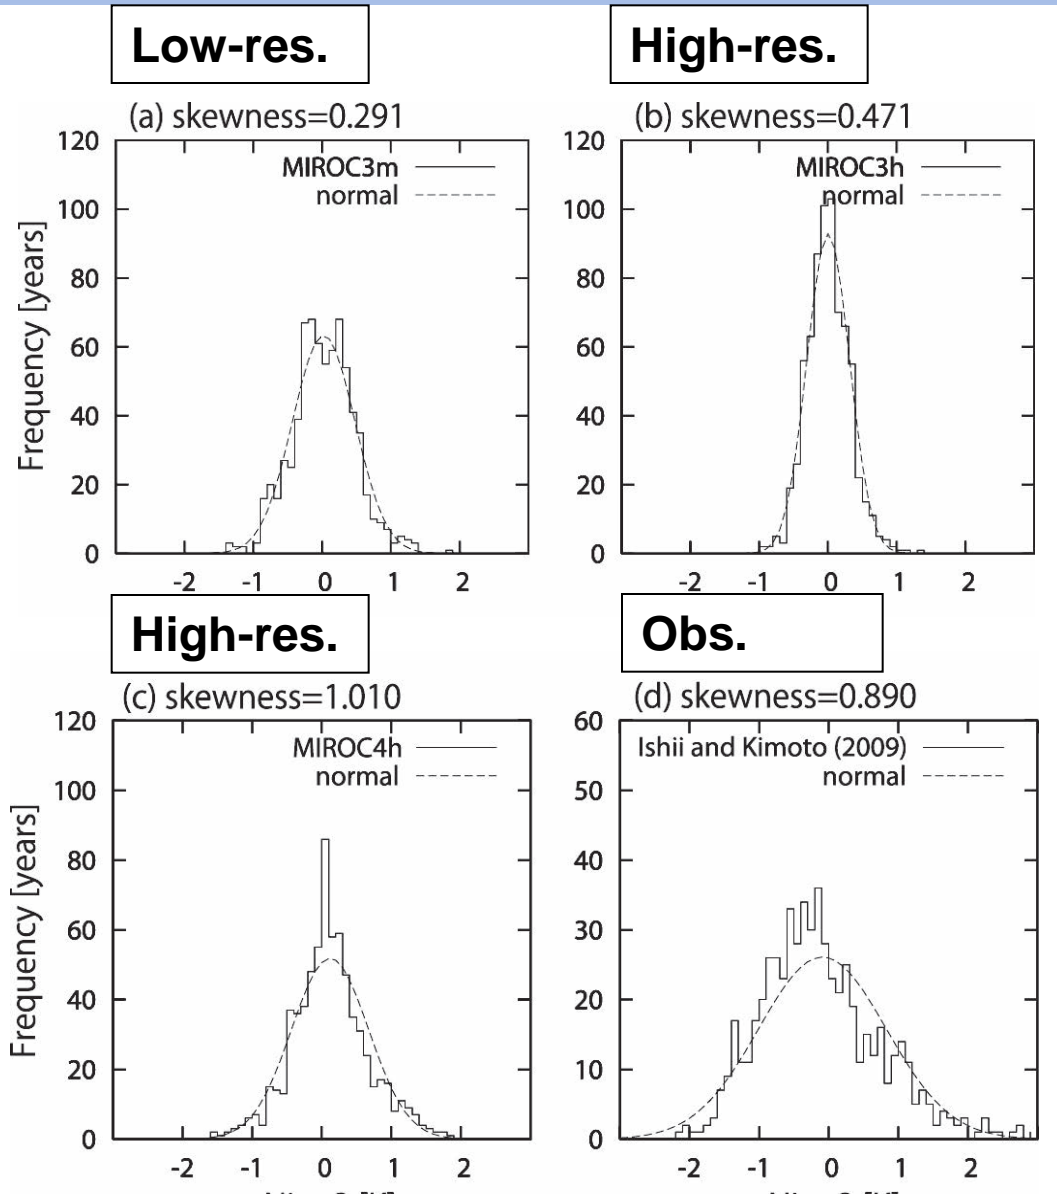 Low-res.
High-res.
(a) skewness=0.291
(b) skewness=0.471
MIROC3m
normal
Frequency [years]
120
100
80
60
40
20
0
-2 -1 0 1 2
MIROC3h
normal
120
100
80
60
40
20
0
-2 -1 0 1 2
High-res.
Obs.
(c) skewness=1.010
(d) skewness=0.890
MIROC4h
normal
Frequency [years]
120
100
80
60
40
20
0
-2 -1 0 1 2
Ishii and Kimoto (2009)
normal
60
50
40
30
20
10
0
-2 -1 0 1 2